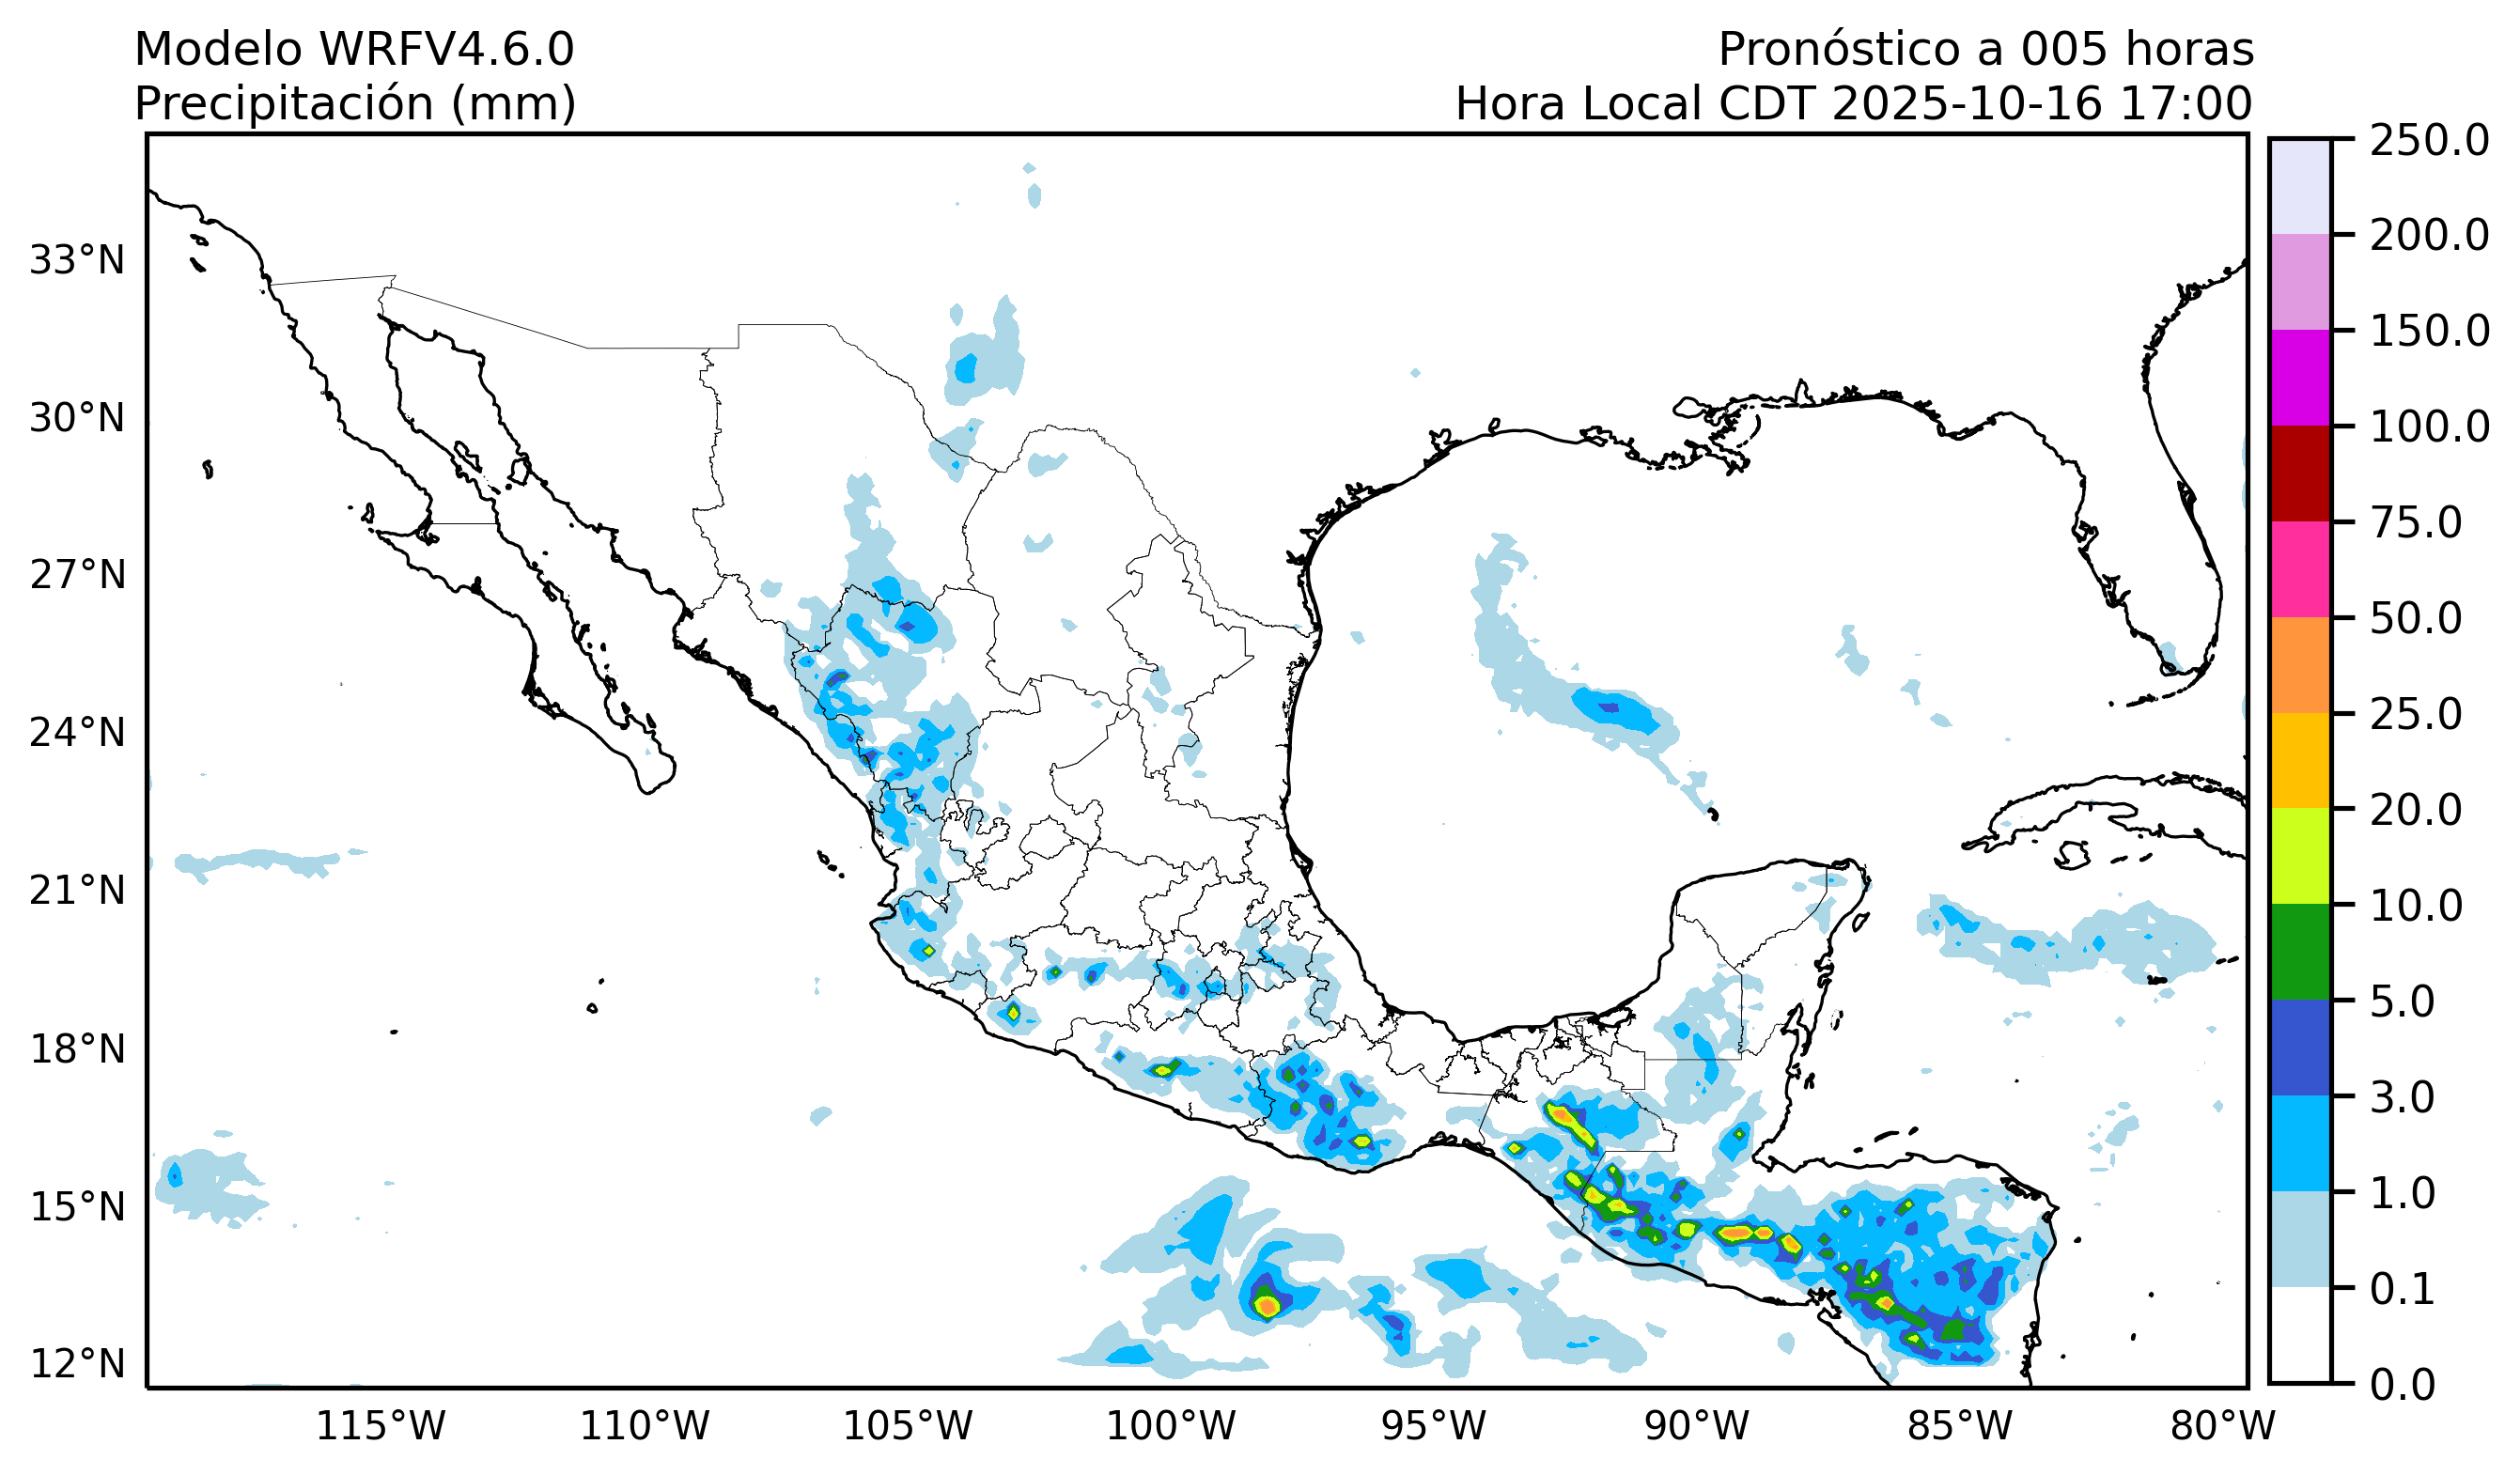 Modelo WRFV4.6.0
Precipitación (mm)
Pronóstico a 005 horas
Hora Local CDT 2025-10-16 17:00
33°N
30°N
27°N
24°N
21°N
18°N
15°N
12°N
115°W
110°W
105°W
100°W
95°W
90°W
85°W
80°W
250.0
200.0
150.0
100.0
75.0
50.0
25.0
20.0
10.0
5.0
3.0
1.0
0.1
0.0